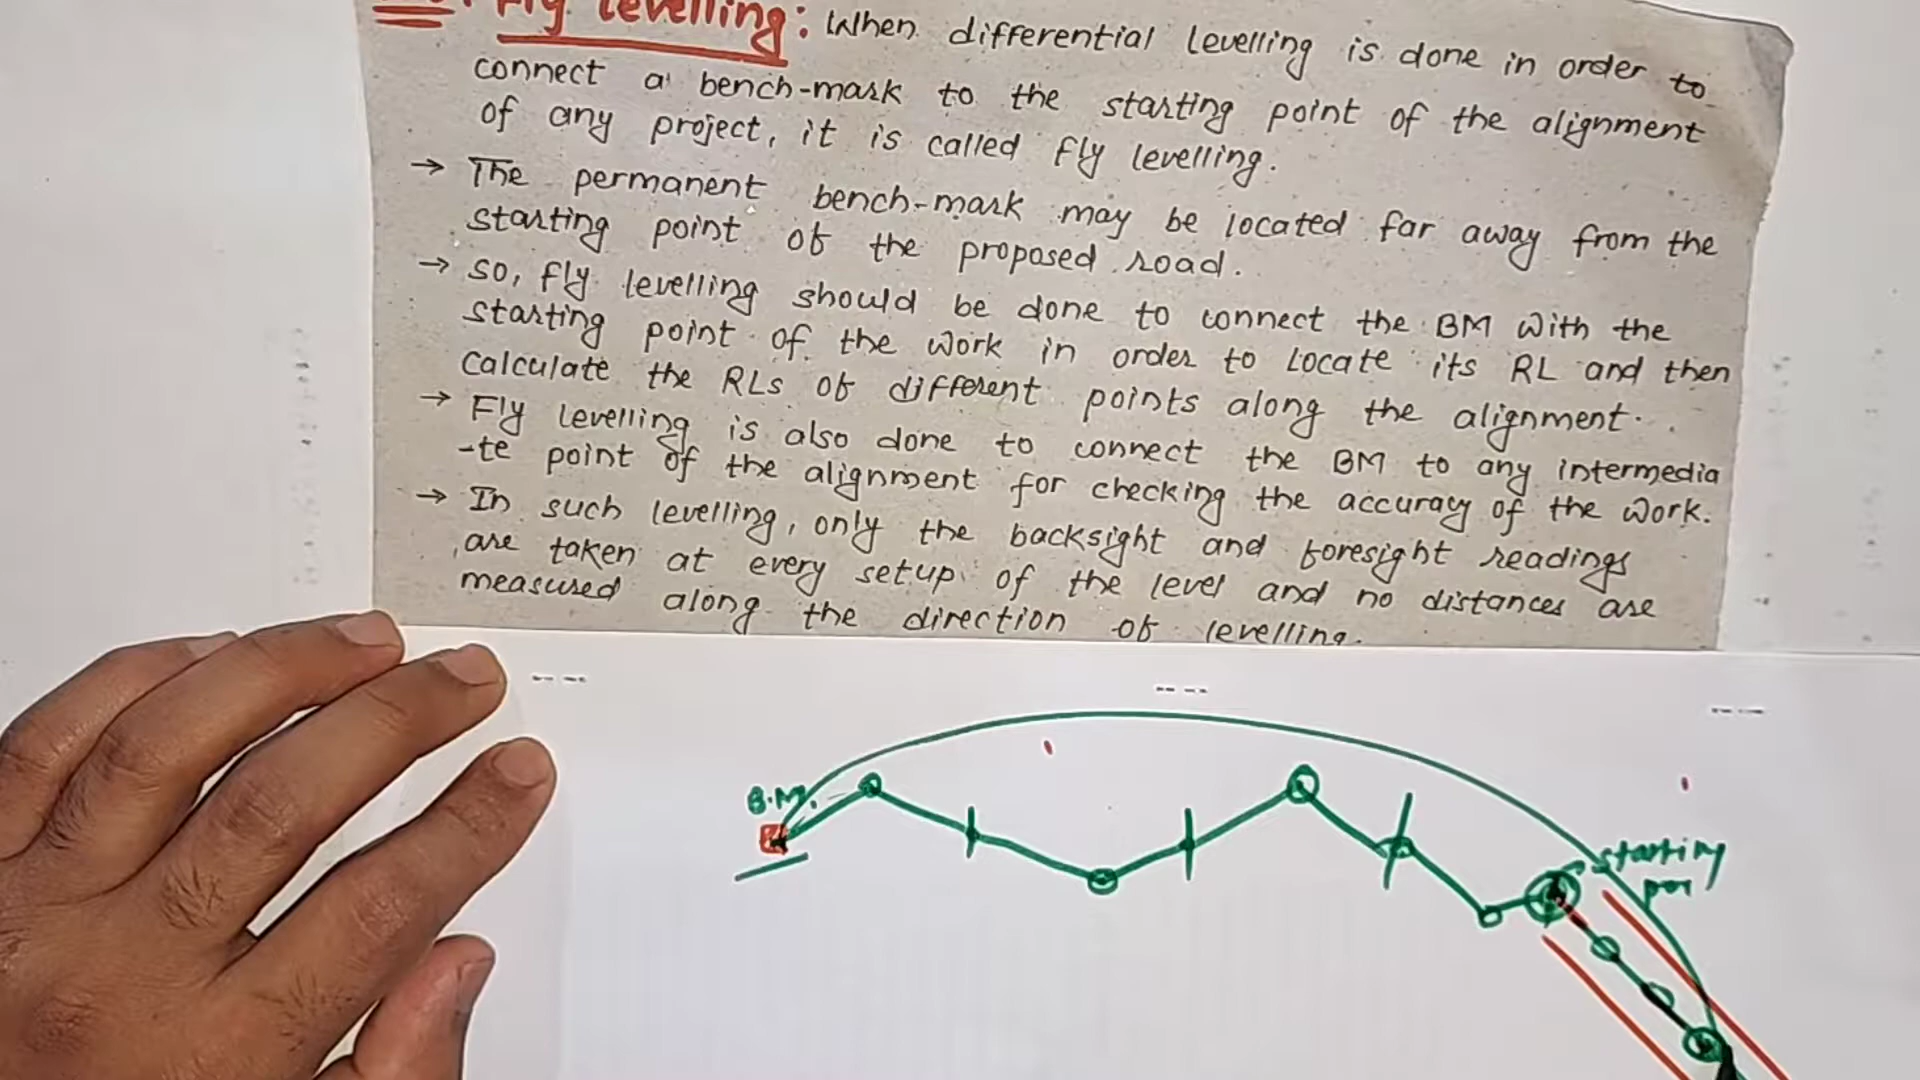 Fly levelling: When differential levelling is done in order to
connect a bench-mark to the starting point of the alignment
of any project, it is called fly levelling.
→ The permanent bench-mark may be located far away from the
starting point of the proposed road.
→ so, fly levelling should be done to connect the BM with the
starting point of the work in order to locate its RL and then
calculate the RLs of different points along the alignment.
→ Fly levelling is also done to connect the BM to any intermedia
-te point of the alignment for checking the accuracy of the work.
→ In such levelling, only the backsight and foresight readings
are taken at every setup of the level and no distances are
measured along the direction of levelling.
B.M.
starting
poi